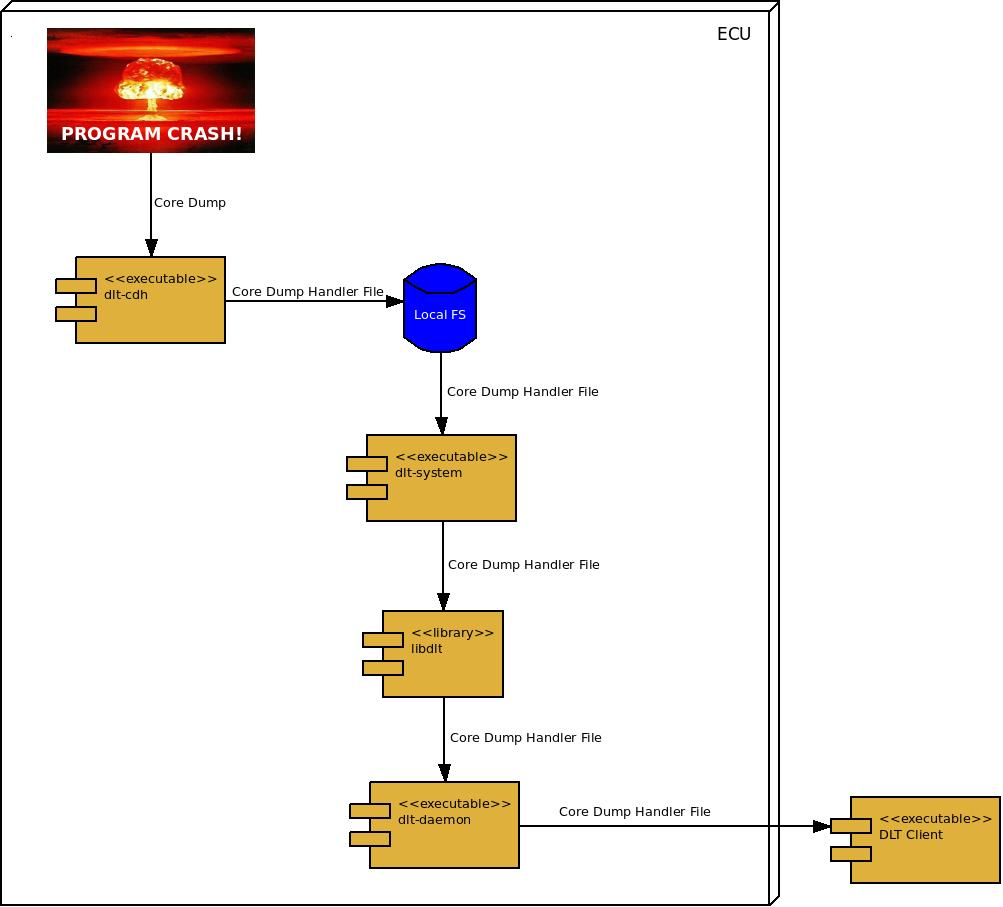 ECU
PROGRAM CRASH!
Core Dump
<<executable>>
dlt-cdh
Core Dump Handler File
Local FS
Core Dump Handler File
<<executable>>
dlt-system
Core Dump Handler File
<<library>>
libdlt
Core Dump Handler File
<<executable>>
dlt-daemon
Core Dump Handler File
<<executable>>
DLT Client